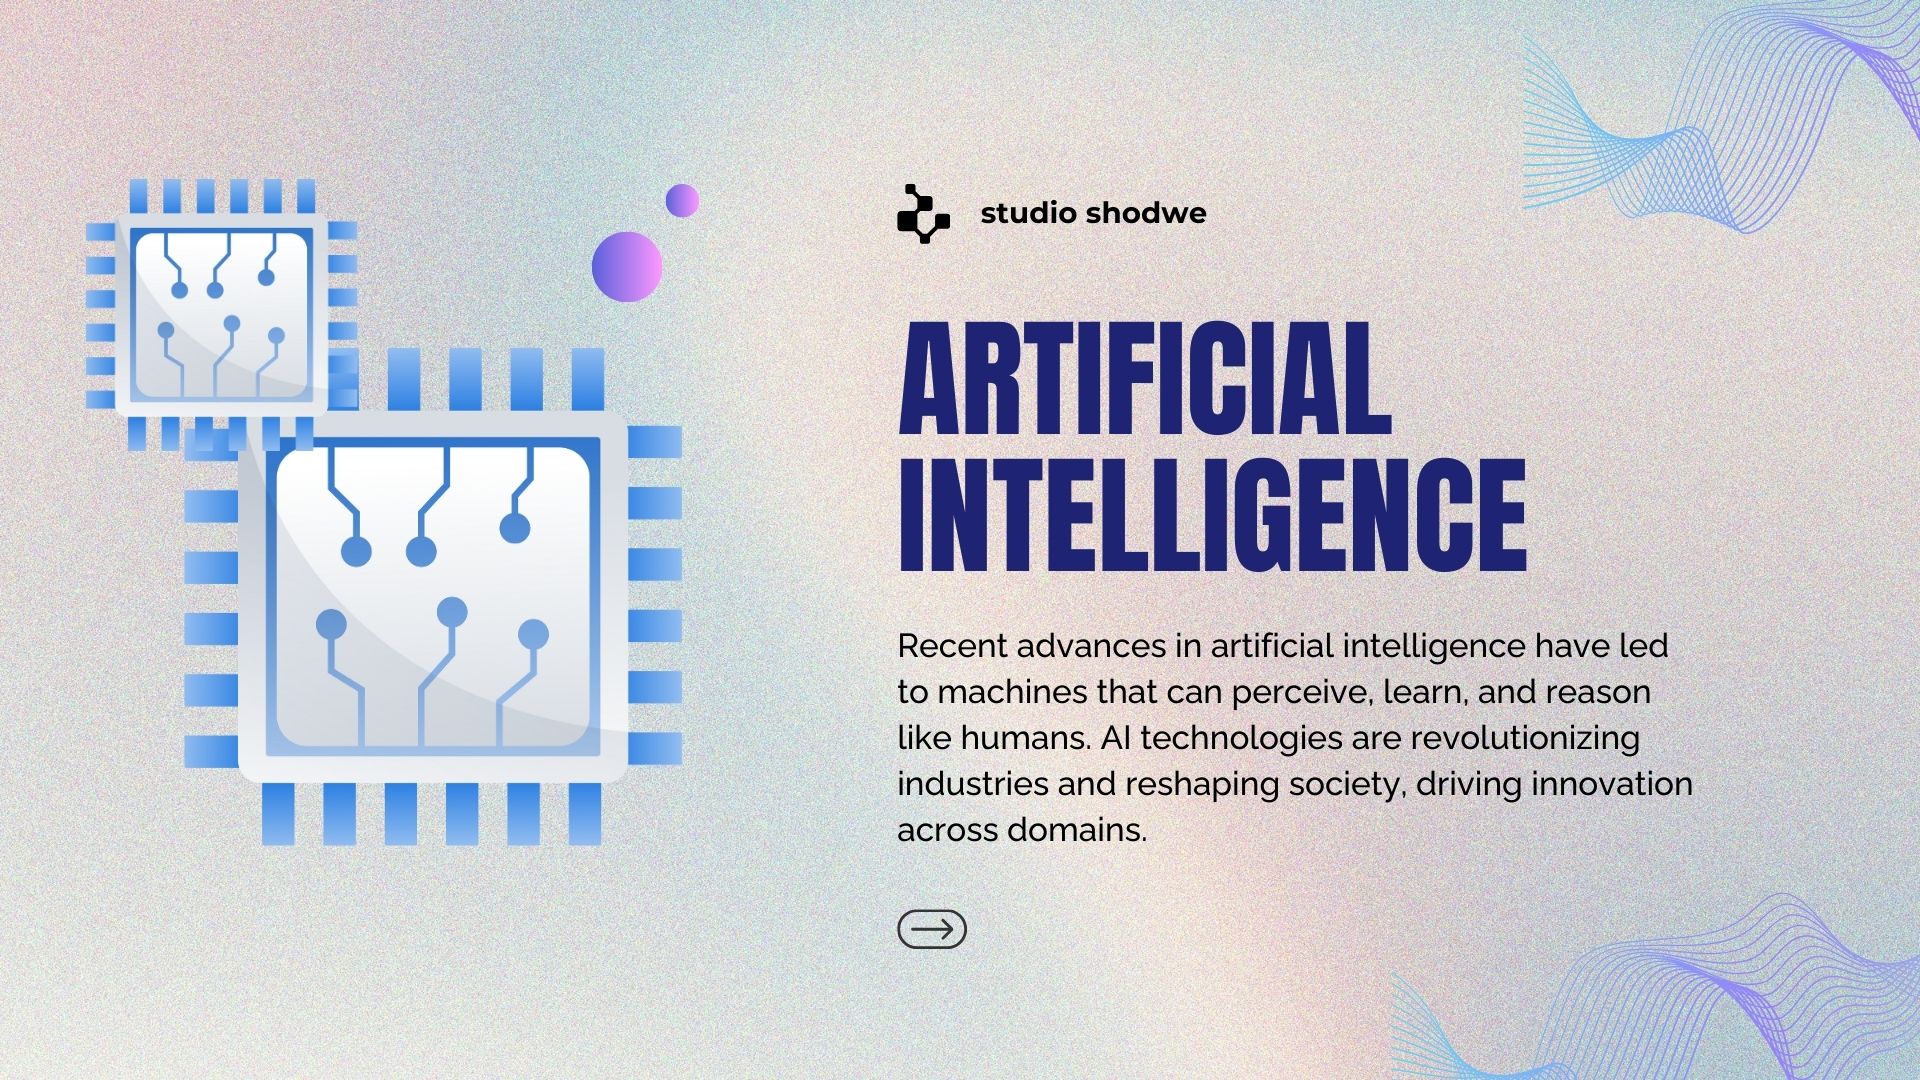 studio shodwe
ARTIFICIAL
INTELLIGENCE
Recent advances in artificial intelligence have led
to machines that can perceive, learn, and reason
like humans. AI technologies are revolutionizing
industries and reshaping society, driving innovation
across domains.